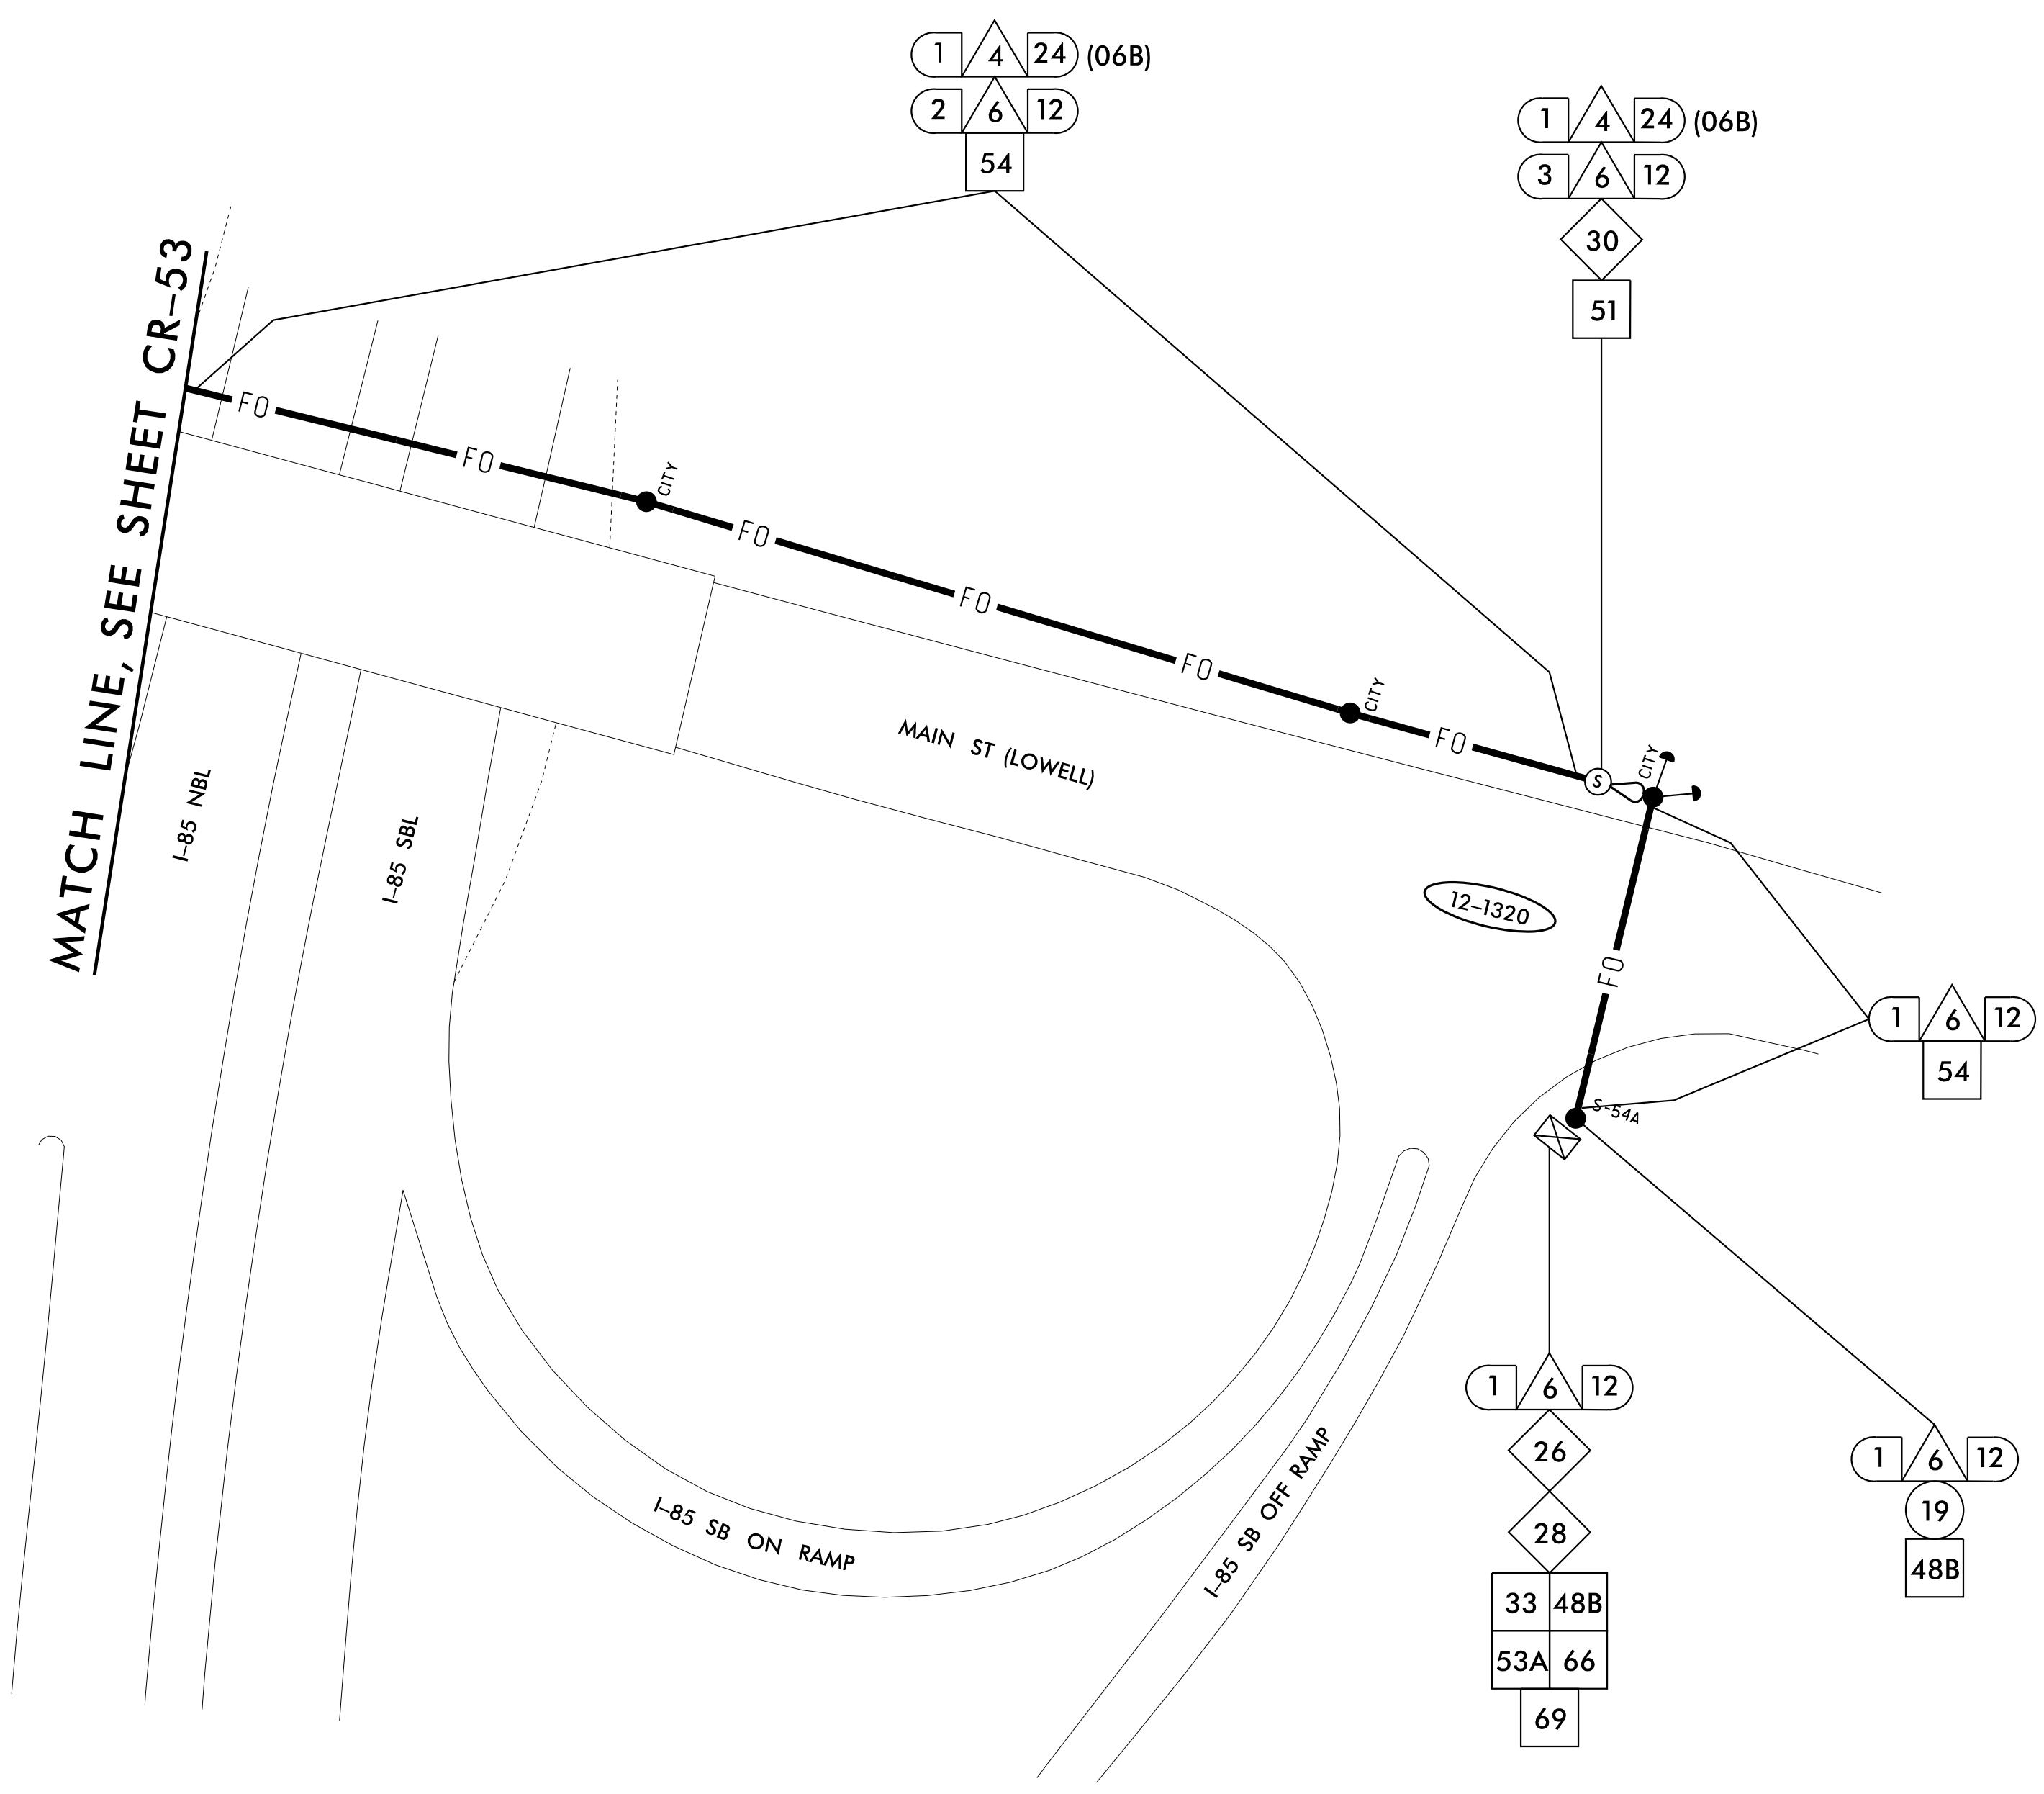 1 4 24 (06B)
2 6 12
54
1 4 24 (06B)
3 6 12
30
51
MATCH LINE, SEE SHEET CR-53
FO
FO
CITY
FO
FO
FO
CITY
FO
S
CITY
MAIN ST (LOWELL)
I-85 NBL
I-85 SBL
12-1320
FO
1 6 12
54
S-54A
1 6 12
26
28
33 48B
53A 66
69
1 6 12
19
48B
I-85 SB ON RAMP
I-85 SB OFF RAMP